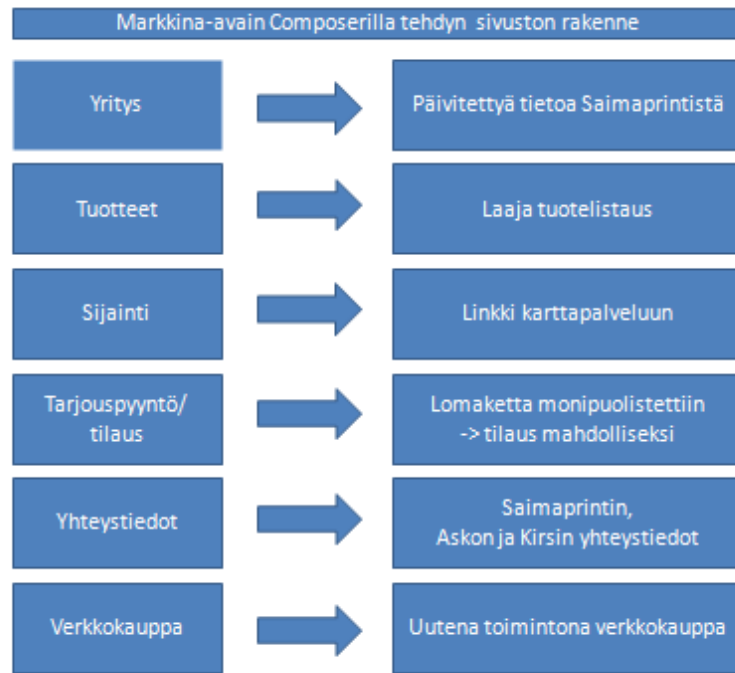 Markkina-avain Composerilla tehdyn sivuston rakenne
Yritys
Päivitettyä tietoa Saimaprintistä
Tuotteet
Laaja tuotelistaus
Sijainti
Linkki karttapalveluun
Tarjouspyyntö/
tilaus
Lomaketta monipuolistettiin
-> tilaus mahdolliseksi
Yhteystiedot
Saimaprintin,
Askon ja Kirsin yhteystiedot
Verkkokauppa
Uutena toimintona verkkokauppa